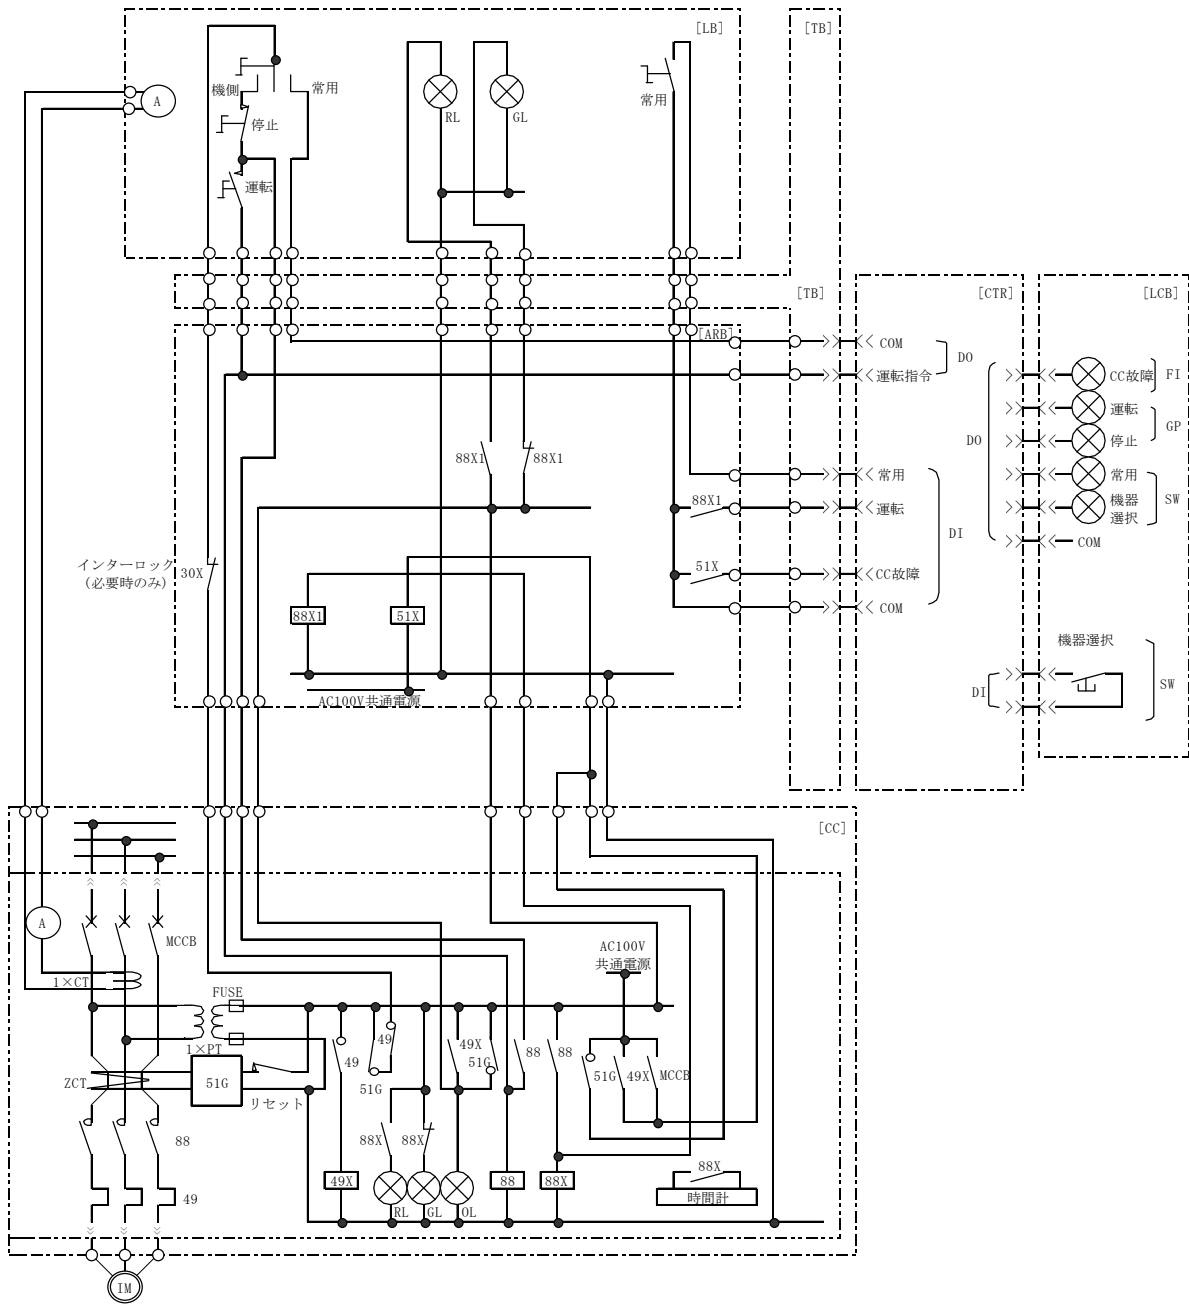 [LB]
[TB]
A
機側
常用
停止
運転
RL
GL
常用
[TB]
[CTR]
[LCB]
[ARB]
COM
DO
運転指令
CC故障
FI
運転
GP
停止
DO
常用
SW
機器
選択
COM
88X1
88X1
常用
88X1
運転
DI
51X
CC故障
COM
インターロック
(必要時のみ)
30X
88X1
51X
機器選択
DI
SW
AC100V共通電源
[CC]
A
MCCB
1×CT
FUSE
1×PT
AC100V
共通電源
49
49
51G
49X
51G
88
88
51G
49X
MCCB
ZCT
51G
リセット
88
88X
88X
49X
88
88X
88X
時間計
49
RL
GL
OL
IM